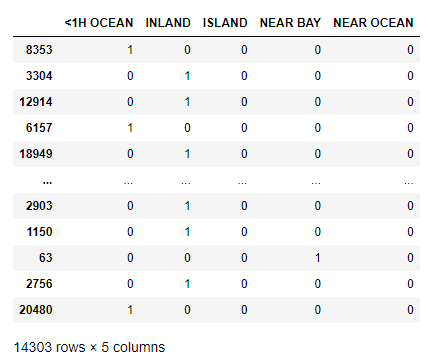 <1H OCEAN INLAND ISLAND NEAR BAY NEAR OCEAN
8353 1 0 0 0 0
3304 0 1 0 0 0
12914 0 1 0 0 0
6157 1 0 0 0 0
18949 0 1 0 0 0
... ... ... ... ... ...
2903 0 1 0 0 0
1150 0 1 0 0 0
63 0 0 0 1 0
2756 0 1 0 0 0
20480 1 0 0 0 0
14303 rows × 5 columns